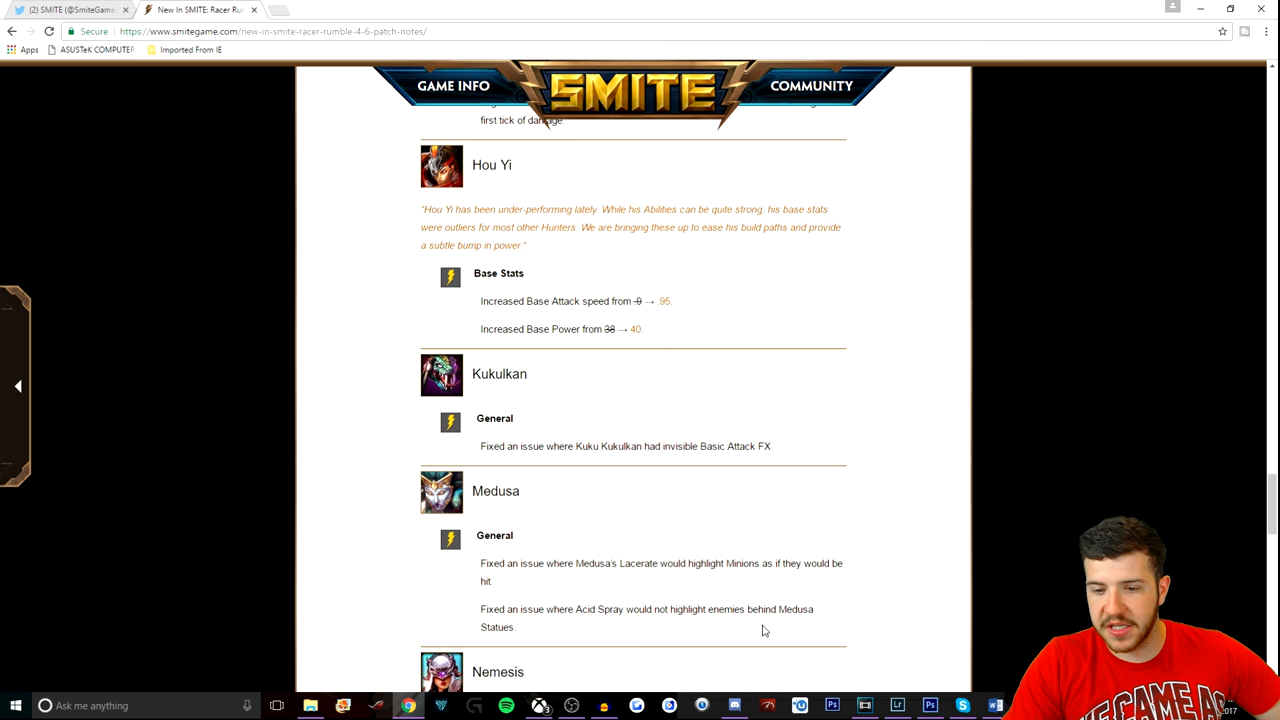 (2) SMITE (@SmiteGame
New In SMITE: Racer Ru
Secure https://www.smitegame.com/new-in-smite-racer-rumble-4-6-patch-notes/
Apps ASUSTeK COMPUTER Imported From IE
GAME INFO SMITE COMMUNITY
first tick of damage.
Hou Yi
"Hou Yi has been under-performing lately. While his Abilities can be quite strong, his base stats
were outliers for most other Hunters. We are bringing these up to ease his build paths and provide
a subtle bump in power."
Base Stats
Increased Base Attack speed from .9 → .95.
Increased Base Power from 38 → 40.
Kukulkan
General
Fixed an issue where Kuku Kukulkan had invisible Basic Attack FX
Medusa
General
Fixed an issue where Medusa's Lacerate would highlight Minions as if they would be
hit.
Fixed an issue where Acid Spray would not highlight enemies behind Medusa
Statues.
Nemesis
GAME AS
Ask me anything
2017